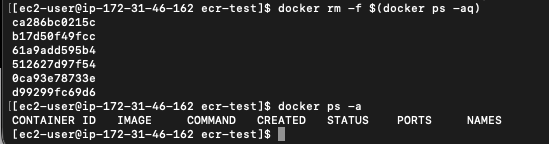 [[ec2-user@ip-172-31-46-162 ecr-test]$ docker rm -f $(docker ps -aq)
ca286bc0215c
b17d50f49fcc
61a9add595b4
512627d97f54
0ca93e78733e
d99299fc69d6
[[ec2-user@ip-172-31-46-162 ecr-test]$ docker ps -a
CONTAINER ID   IMAGE     COMMAND   CREATED   STATUS    PORTS     NAMES
[ec2-user@ip-172-31-46-162 ecr-test]$